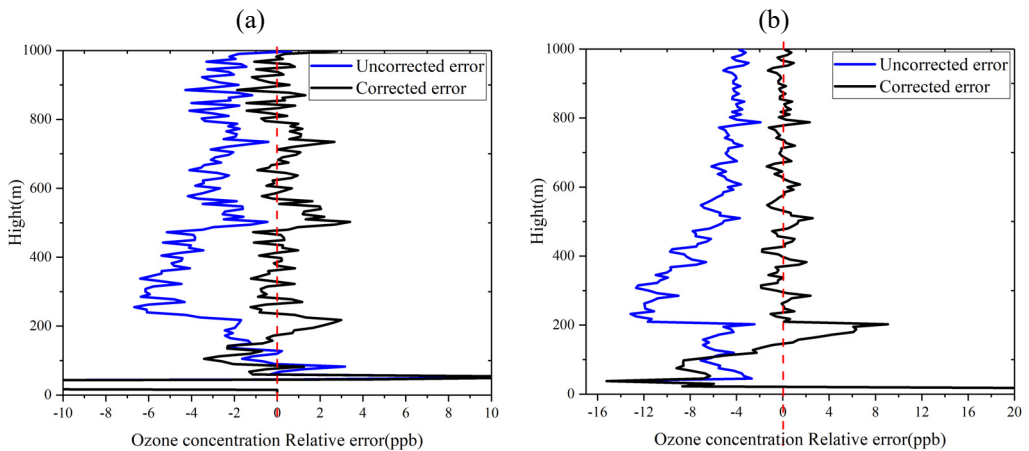 (a)
(b)
1000
800
600
400
200
0
Hight(m)
Uncorrected error
Corrected error
-10 -8 -6 -4 -2 0 2 4 6 8 10
Ozone concentration Relative error(ppb)
1000
800
600
400
200
0
Hight(m)
Uncorrected error
Corrected error
-16 -12 -8 -4 0 4 8 12 16 20
Ozone concentration Relative error(ppb)